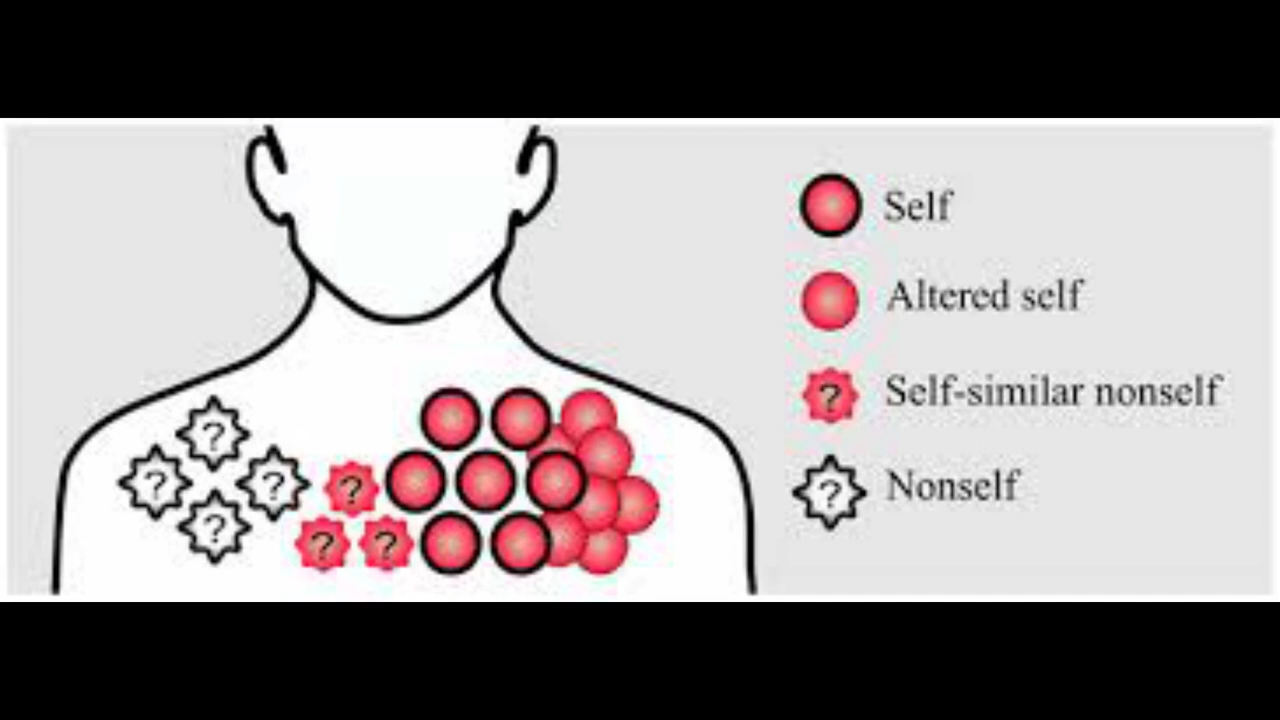 Self
Altered self
? Self-similar nonself
? Nonself
?
? ?
?
?
? ?